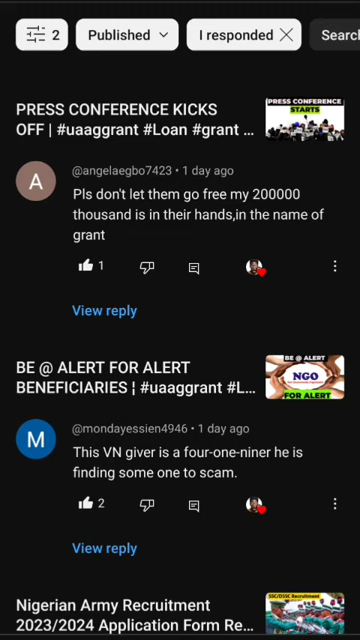 2
Published
I responded
Search
PRESS CONFERENCE KICKS
OFF | #uaaggrant #Loan #grant ...
PRESS CONFERENCE
STARTS
A
@angelaegbo7423 • 1 day ago
Pls don't let them go free my 200000
thousand is in their hands,in the name of
grant
1
View reply
BE @ ALERT FOR ALERT
BENEFICIARIES ¦ #uaaggrant #L...
BE @ ALERT
NGO
FOR ALERT
M
@mondayessien4946 • 1 day ago
This VN giver is a four-one-niner he is
finding some one to scam.
2
View reply
Nigerian Army Recruitment
2023/2024 Application Form Re...
SSC/DSSC Recruitment